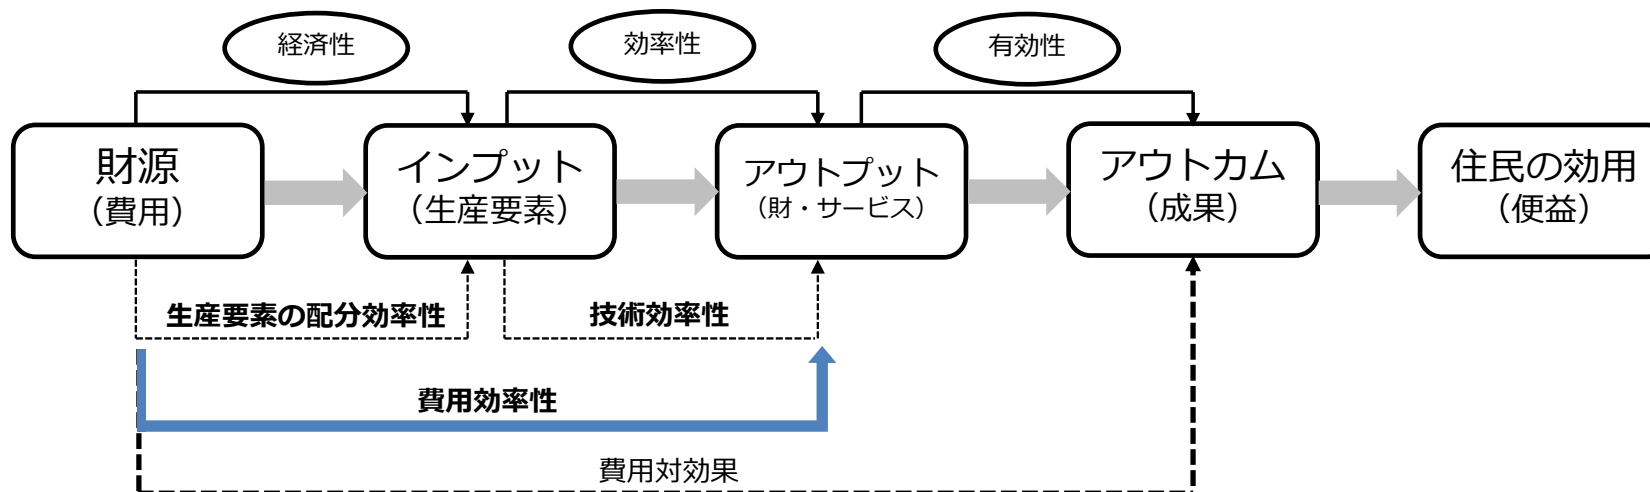 経済性
効率性
有効性
財源
（費用）
インプット
（生産要素）
アウトプット
（財・サービス）
アウトカム
（成果）
住民の効用
（便益）
生産要素の配分効率性
技術効率性
費用効率性
費用対効果